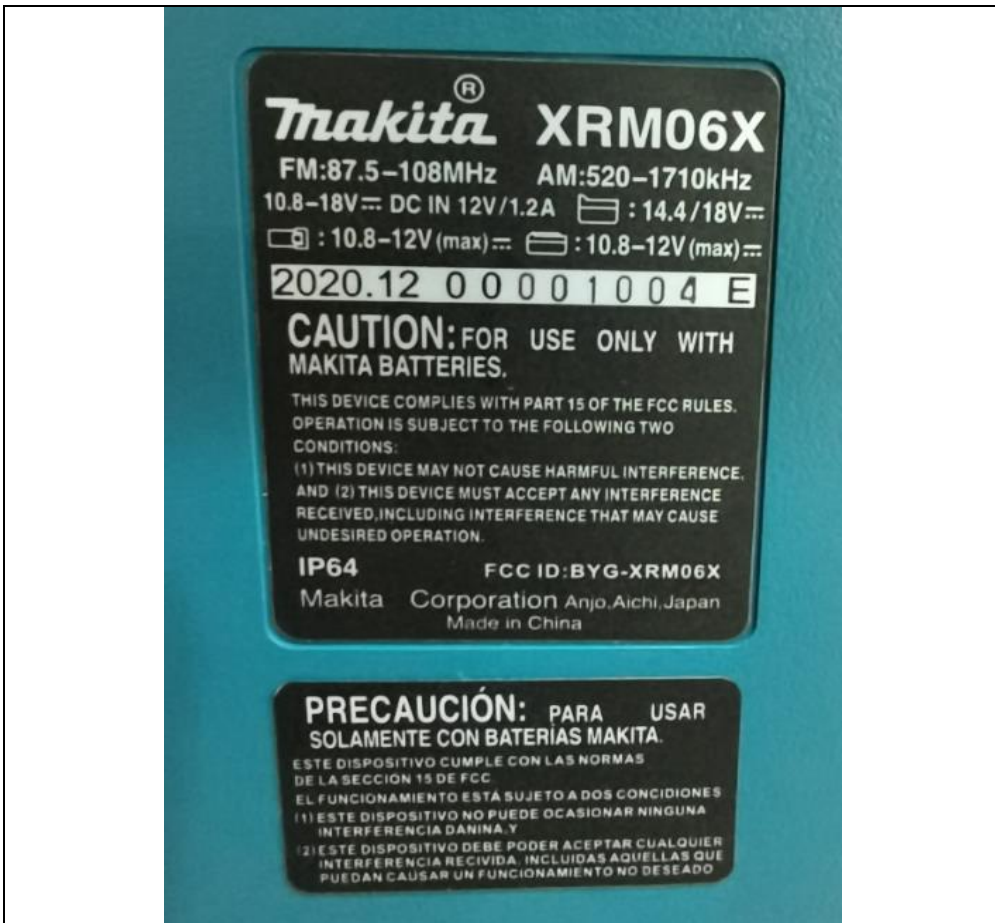 makita® XRM06X
FM:87.5–108MHz AM:520–1710kHz
10.8–18V⎓ DC IN 12V/1.2A : 14.4/18V⎓
: 10.8–12V (max)⎓ : 10.8–12V (max)⎓
2020.12 00001004 E
CAUTION: FOR USE ONLY WITH
MAKITA BATTERIES.
THIS DEVICE COMPLIES WITH PART 15 OF THE FCC RULES.
OPERATION IS SUBJECT TO THE FOLLOWING TWO
CONDITIONS:
(1) THIS DEVICE MAY NOT CAUSE HARMFUL INTERFERENCE,
AND (2) THIS DEVICE MUST ACCEPT ANY INTERFERENCE
RECEIVED,INCLUDING INTERFERENCE THAT MAY CAUSE
UNDESIRED OPERATION.
IP64 FCC ID:BYG-XRM06X
Makita Corporation Anjo,Aichi,Japan
Made in China
PRECAUCIÓN: PARA USAR
SOLAMENTE CON BATERÍAS MAKITA.
ESTE DISPOSITIVO CUMPLE CON LAS NORMAS
DE LA SECCIÓN 15 DE FCC
EL FUNCIONAMIENTO ESTÁ SUJETO A DOS CONCIDIONES
(1) ESTE DISPOSITIVO NO PUEDE OCASIONAR NINGUNA
INTERFERENCIA DANINA,Y
(2) ESTE DISPOSITIVO DEBE PODER ACEPTAR CUALQUIER
INTERFERENCIA RECIVIDA, INCLUIDAS AQUELLAS QUE
PUEDAN CAUSAR UN FUNCIONAMIENTO NO DESEADO